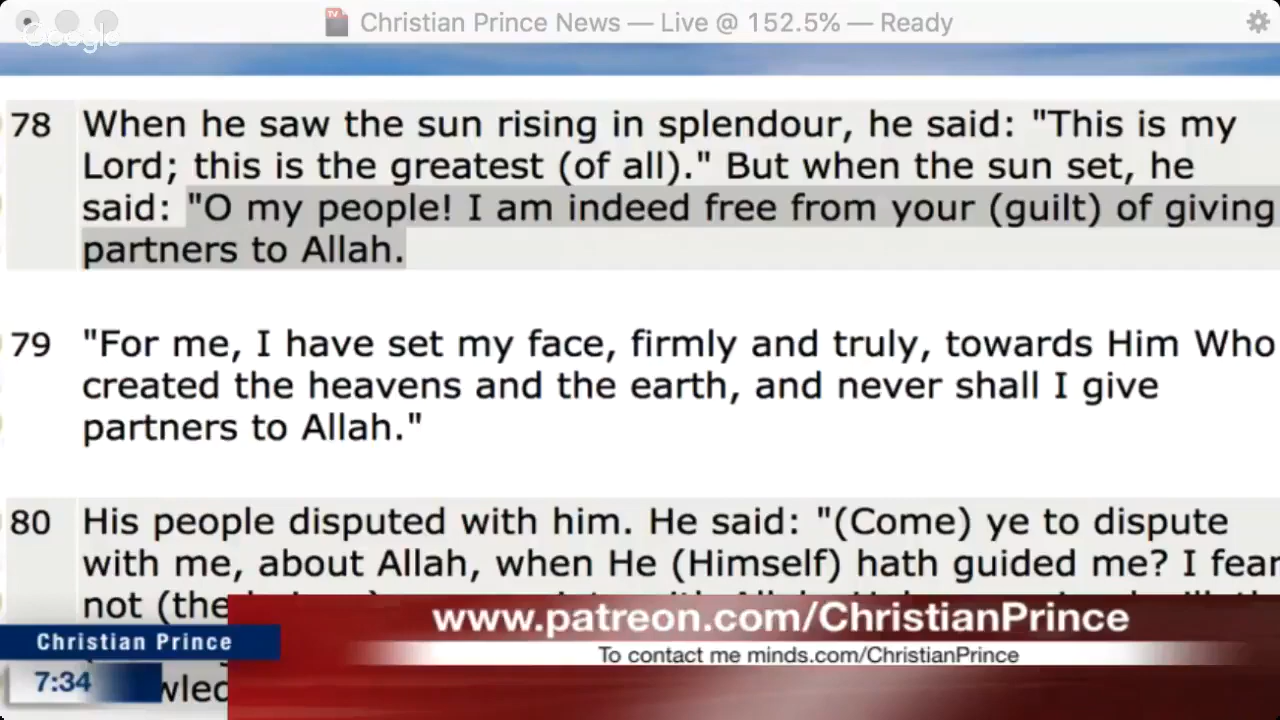 Christian Prince News — Live @ 152.5% — Ready
Google
78 When he saw the sun rising in splendour, he said: "This is my
Lord; this is the greatest (of all)." But when the sun set, he
said: "O my people! I am indeed free from your (guilt) of giving
partners to Allah.
79 "For me, I have set my face, firmly and truly, towards Him Who
created the heavens and the earth, and never shall I give
partners to Allah."
80 His people disputed with him. He said: "(Come) ye to dispute
with me, about Allah, when He (Himself) hath guided me? I fear
not (the
www.patreon.com/ChristianPrince
Christian Prince
To contact me minds.com/ChristianPrince
7:34